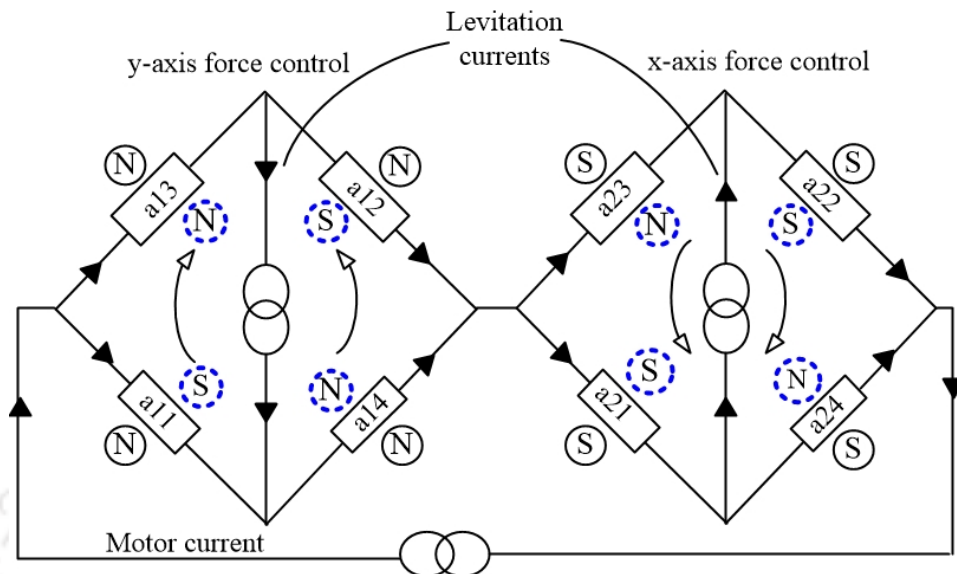 Levitation
currents
y-axis force control
x-axis force control
N
N
S
S
a13
a12
a23
a22
N
S
N
S
S
N
S
N
a11
a14
a21
a24
N
N
S
S
Motor current